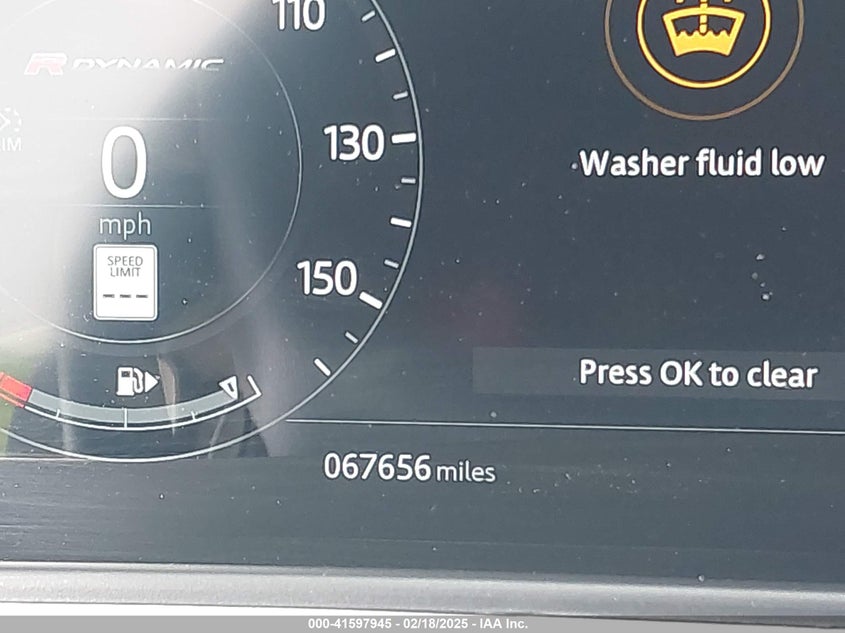 110
R DYNAMIC
130
0
mph
Washer fluid low
SPEED
LIMIT
---
150
Press OK to clear
067656 miles
000-41597945 - 02/18/2025 - IAA Inc.